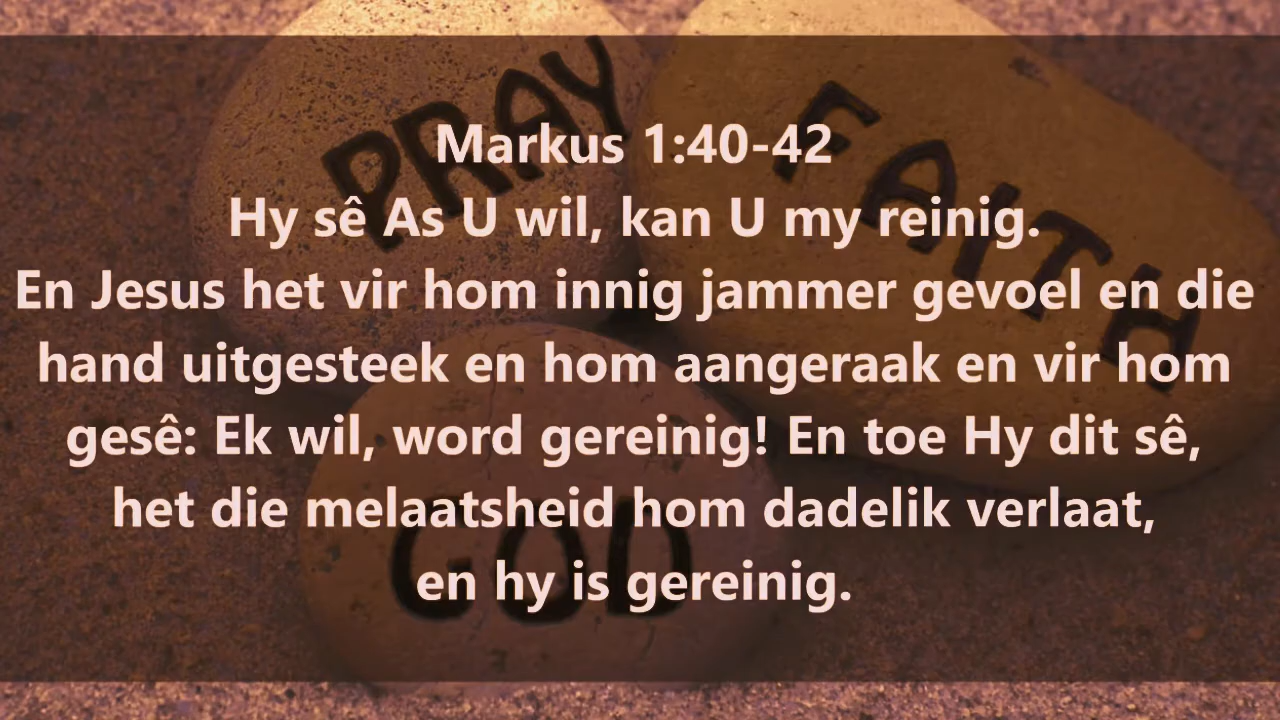 PRAY
FAITH
Markus 1:40-42
Hy sê As U wil, kan U my reinig.
En Jesus het vir hom innig jammer gevoel en die
hand uitgesteek en hom aangeraak en vir hom
gesê: Ek wil, word gereinig! En toe Hy dit sê,
het die melaatsheid hom dadelik verlaat,
en hy is gereinig.
GOD